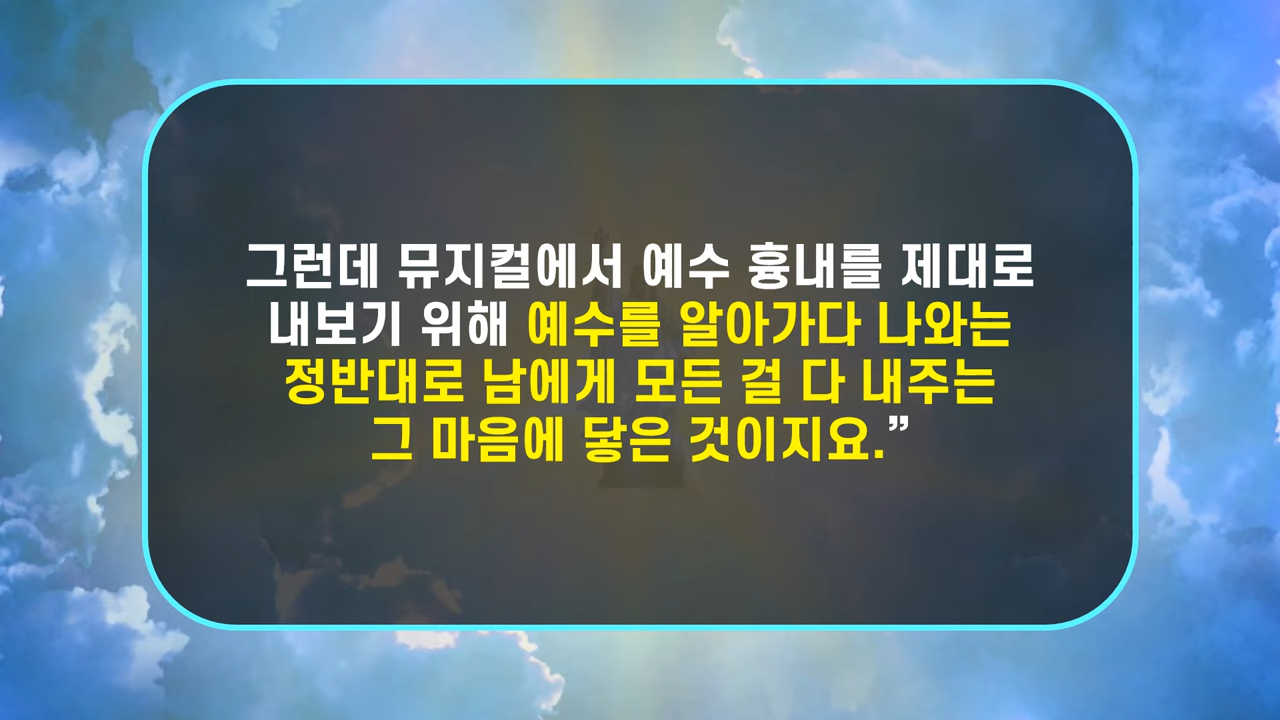 그런데 뮤지컬에서 예수 흉내를 제대로
내보기 위해 예수를 알아가다 나와는
정반대로 남에게 모든 걸 다 내주는
그 마음에 닿은 것이지요.”